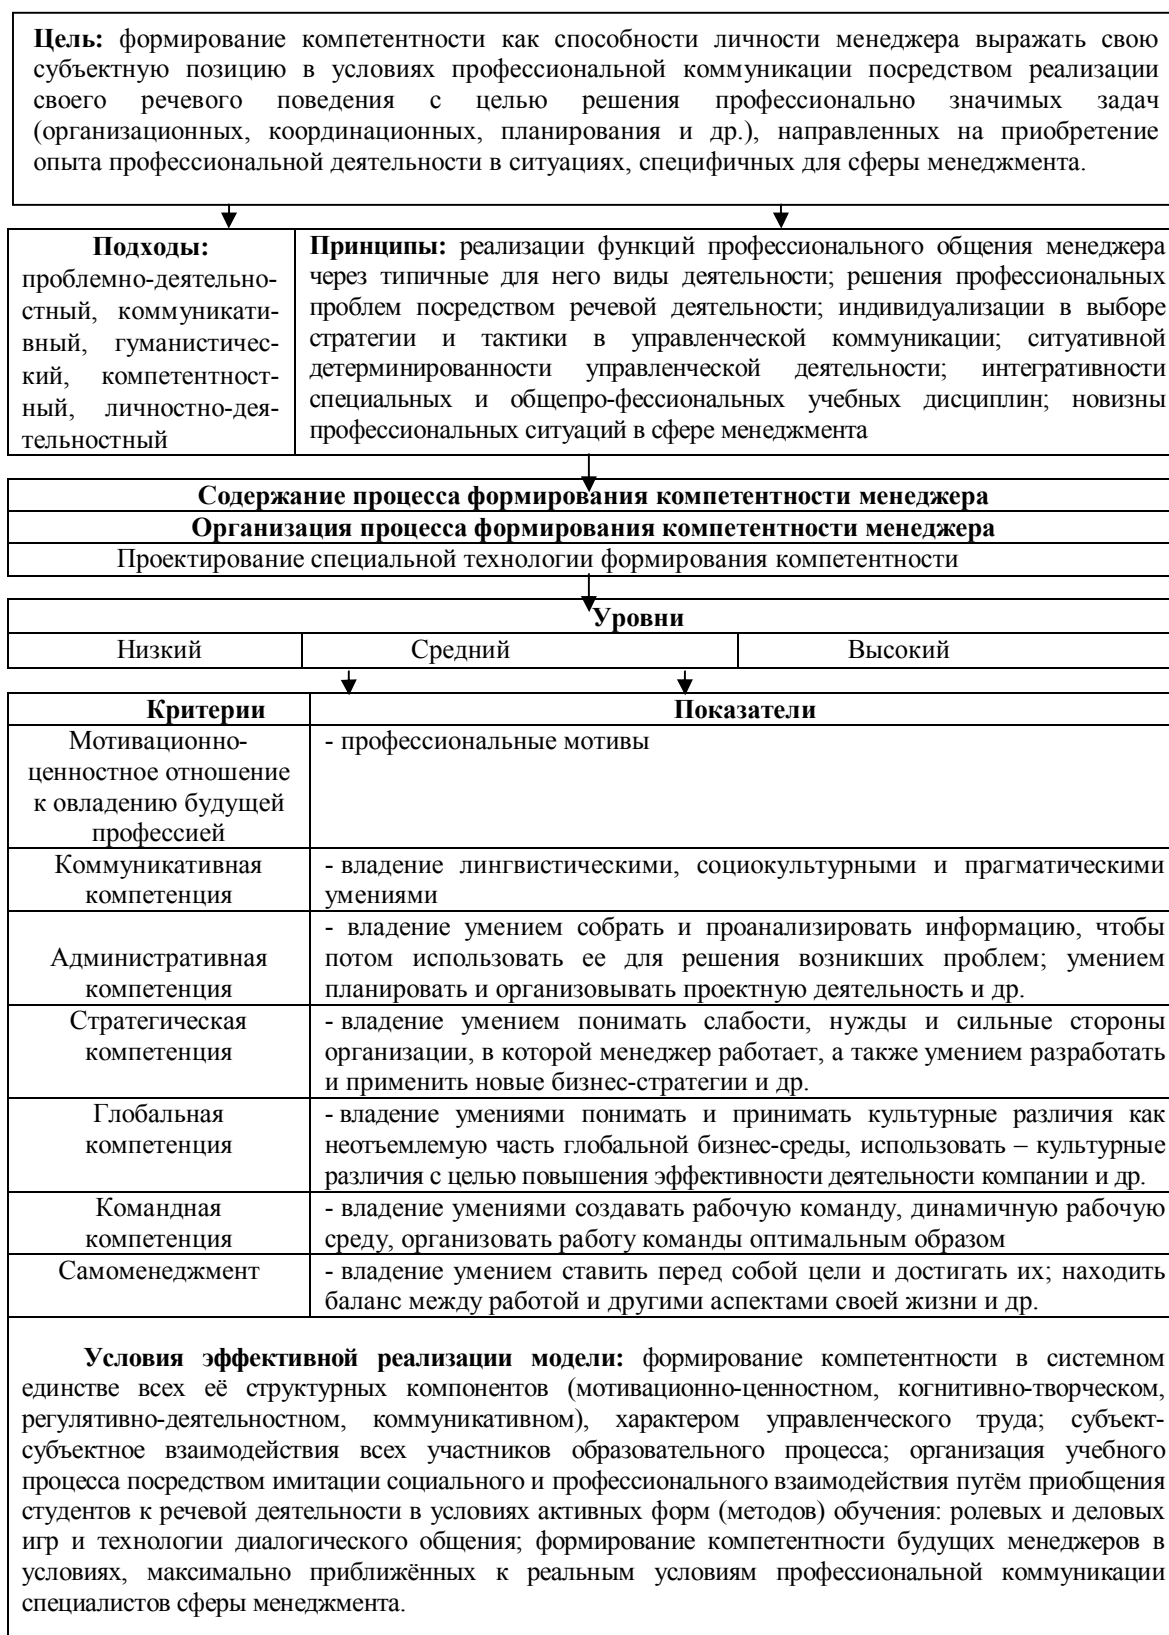 Цель: формирование компетентности как способности личности менеджера выражать свою
субъектную позицию в условиях профессиональной коммуникации посредством реализации
своего речевого поведения с целью решения профессионально значимых задач
(организационных, координационных, планирования и др.), направленных на приобретение
опыта профессиональной деятельности в ситуациях, специфичных для сферы менеджмента.
Подходы:
проблемно-деятельно-
стный, коммуникати-
вный, гуманистичес-
кий, компетентност-
ный, личностно-дея-
тельностный
Принципы: реализации функций профессионального общения менеджера
через типичные для него виды деятельности; решения профессиональных
проблем посредством речевой деятельности; индивидуализации в выборе
стратегии и тактики в управленческой коммуникации; ситуативной
детерминированности управленческой деятельности; интегративности
специальных и общепро-фессиональных учебных дисциплин; новизны
профессиональных ситуаций в сфере менеджмента
Содержание процесса формирования компетентности менеджера
Организация процесса формирования компетентности менеджера
Проектирование специальной технологии формирования компетентности
Уровни
Низкий Средний Высокий
Критерии Показатели
Мотивационно-
ценностное отношение
к овладению будущей
профессией
- профессиональные мотивы
Коммуникативная
компетенция
- владение лингвистическими, социокультурными и прагматическими
умениями
Административная
компетенция
- владение умением собрать и проанализировать информацию, чтобы
потом использовать ее для решения возникших проблем; умением
планировать и организовывать проектную деятельность и др.
Стратегическая
компетенция
- владение умением понимать слабости, нужды и сильные стороны
организации, в которой менеджер работает, а также умением разработать
и применить новые бизнес-стратегии и др.
Глобальная
компетенция
- владение умениями понимать и принимать культурные различия как
неотъемлемую часть глобальной бизнес-среды, использовать – культурные
различия с целью повышения эффективности деятельности компании и др.
Командная
компетенция
- владение умениями создавать рабочую команду, динамичную рабочую
среду, организовать работу команды оптимальным образом
Самоменеджмент
- владение умением ставить перед собой цели и достигать их; находить
баланс между работой и другими аспектами своей жизни и др.
Условия эффективной реализации модели: формирование компетентности в системном
единстве всех её структурных компонентов (мотивационно-ценностном, когнитивно-творческом,
регулятивно-деятельностном, коммуникативном), характером управленческого труда; субъект-
субъектное взаимодействия всех участников образовательного процесса; организация учебного
процесса посредством имитации социального и профессионального взаимодействия путём приобщения
студентов к речевой деятельности в условиях активных форм (методов) обучения: ролевых и деловых
игр и технологии диалогического общения; формирование компетентности будущих менеджеров в
условиях, максимально приближённых к реальным условиям профессиональной коммуникации
специалистов сферы менеджмента.